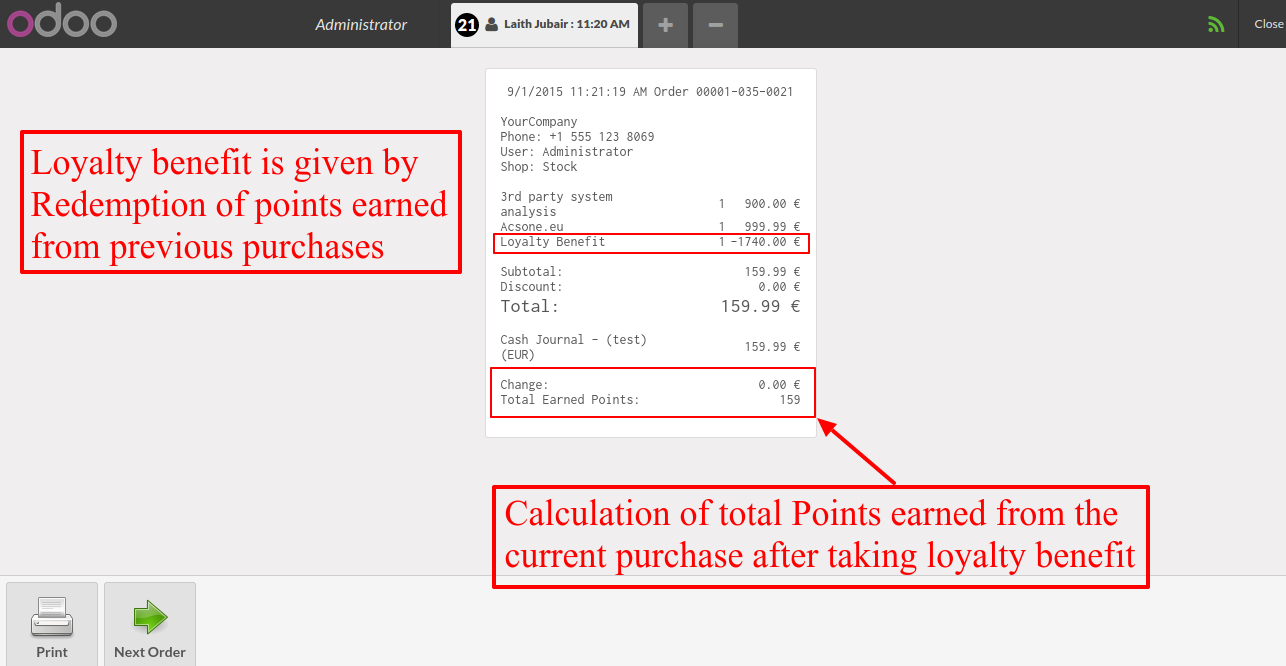 odoo
Administrator
21 Laith Jubair : 11:20 AM + −
Close
9/1/2015 11:21:19 AM Order 00001-035-0021
YourCompany
Phone: +1 555 123 8069
User: Administrator
Shop: Stock
3rd party system
analysis 1 900.00 €
Acsone.eu 1 999.99 €
Loyalty Benefit 1 -1740.00 €
Subtotal: 159.99 €
Discount: 0.00 €
Total: 159.99 €
Cash Journal - (test)
(EUR) 159.99 €
Change: 0.00 €
Total Earned Points: 159
Loyalty benefit is given by
Redemption of points earned
from previous purchases
Calculation of total Points earned from the
current purchase after taking loyalty benefit
Print
Next Order